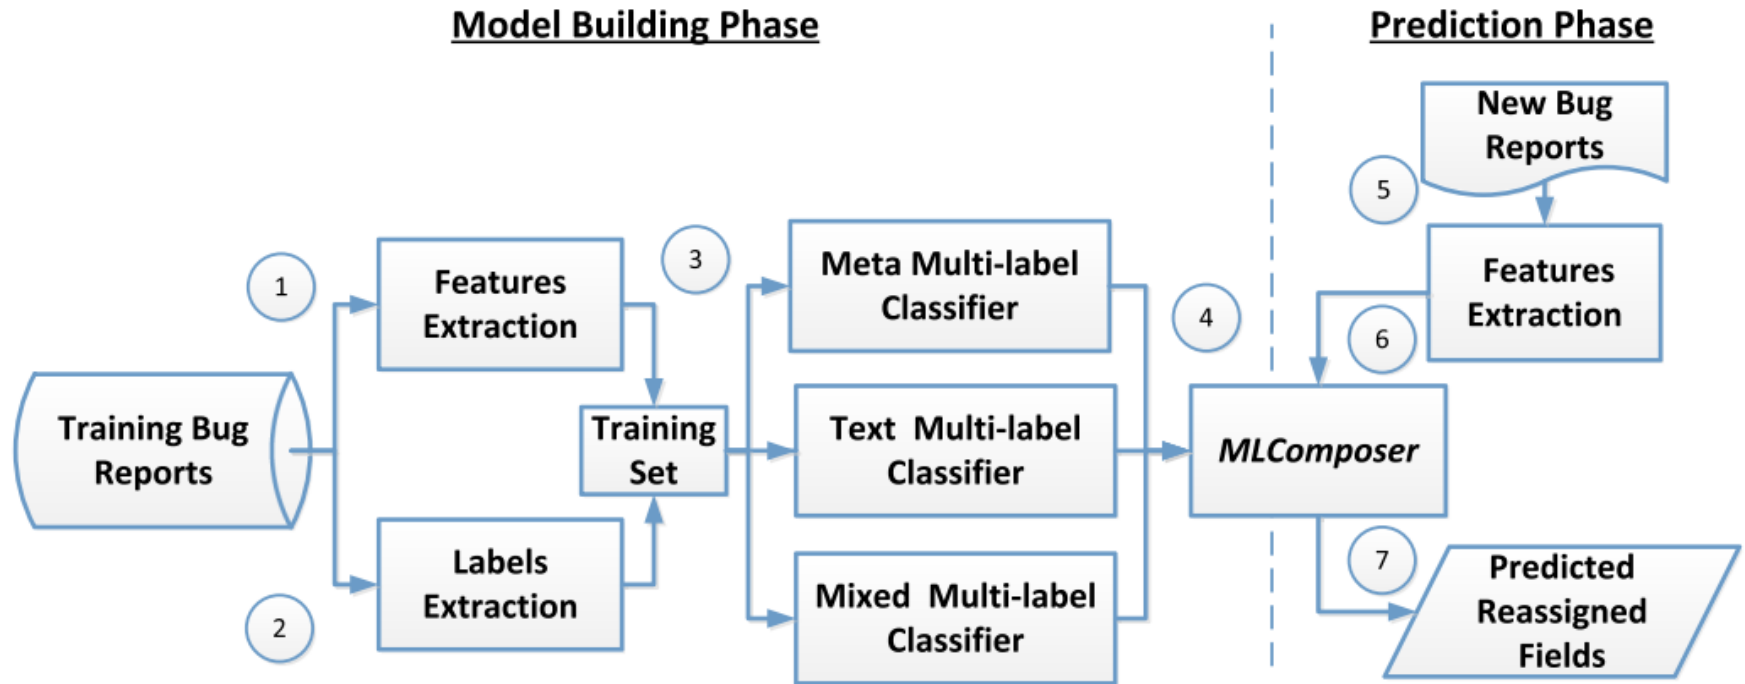 Model Building Phase
Prediction Phase
New Bug
Reports
5
Features
Extraction
6
1
Features
Extraction
3
Meta Multi-label
Classifier
4
Training Bug
Reports
Training
Set
Text Multi-label
Classifier
MLComposer
2
Labels
Extraction
Mixed Multi-label
Classifier
7
Predicted
Reassigned
Fields